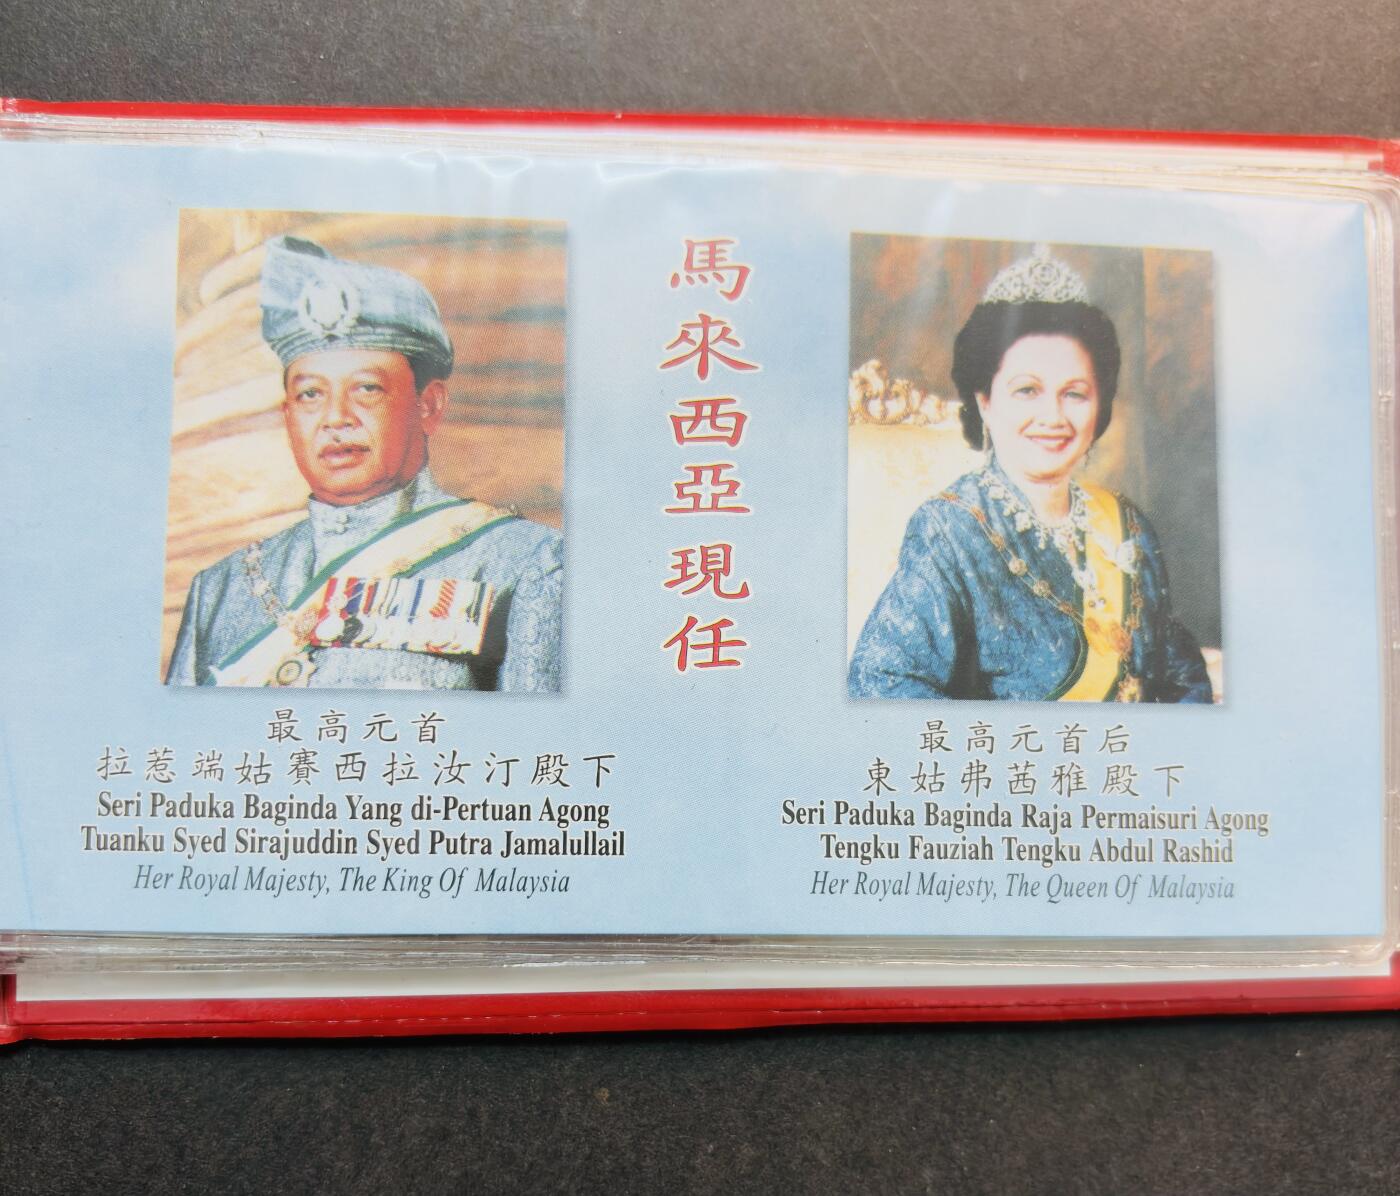 馬來西亞現任
最高元首
拉惹端姑賽西拉汝汀殿下
Seri Paduka Baginda Yang di-Pertuan Agong
Tuanku Syed Sirajuddin Syed Putra Jamalullail
Her Royal Majesty, The King Of Malaysia
最高元首后
東姑弗茜雅殿下
Seri Paduka Baginda Raja Permaisuri Agong
Tengku Fauziah Tengku Abdul Rashid
Her Royal Majesty, The Queen Of Malaysia